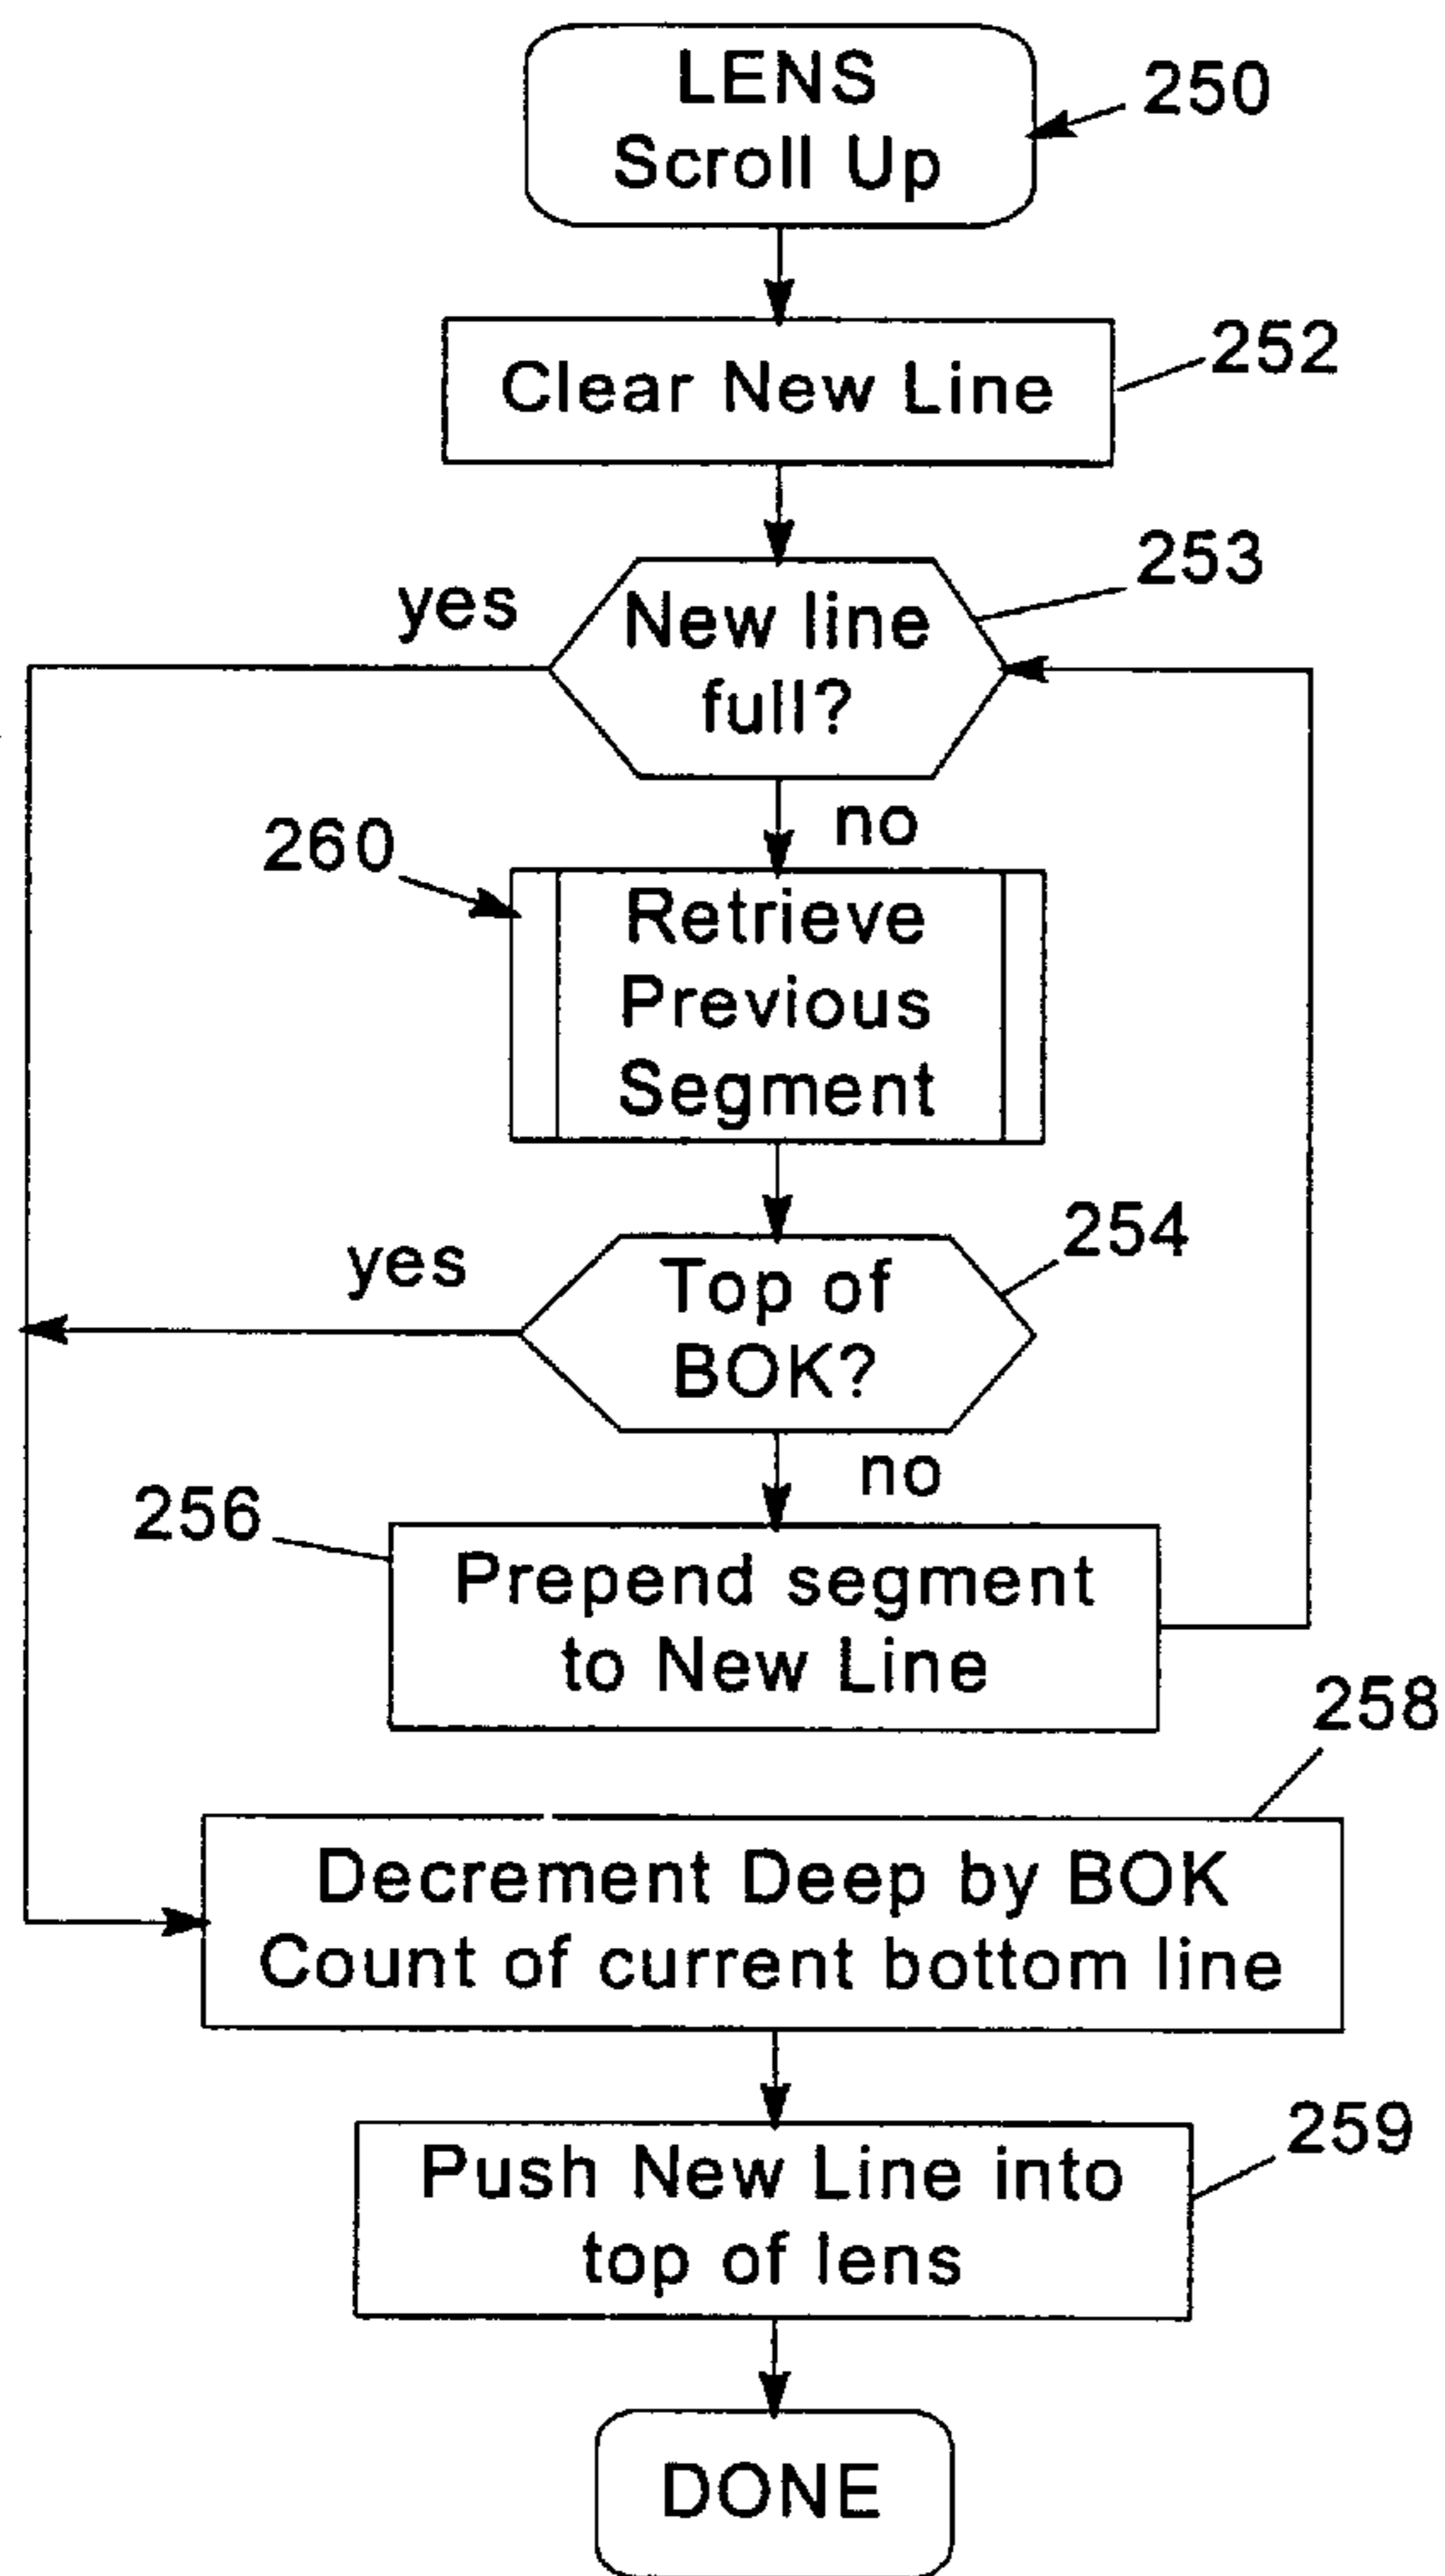 LENS
Scroll Up
250
Clear New Line
252
253
yes
New line
full?
no
260
Retrieve
Previous
Segment
254
yes
Top of
BOK?
no
256
Prepend segment
to New Line
258
Decrement Deep by BOK
Count of current bottom line
259
Push New Line into
top of lens
DONE